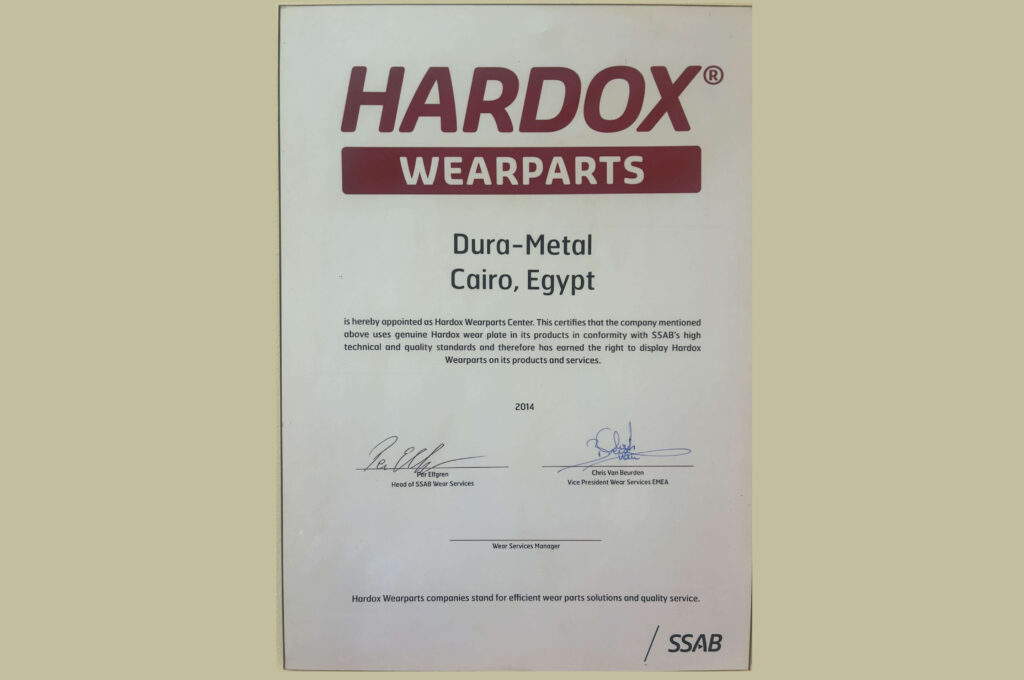 HARDOX®
WEARPARTS
Dura-Metal
Cairo, Egypt
is hereby appointed as Hardox Wearparts Center. This certifies that the company mentioned
above uses genuine Hardox wear plate in its products in conformity with SSAB's high
technical and quality standards and therefore has earned the right to display Hardox
Wearparts on its products and services.
2014
Per Elfgren
Head of SSAB Wear Services
Chris Van Beurden
Vice President Wear Services EMEA
Wear Services Manager
Hardox Wearparts companies stand for efficient wear parts solutions and quality service.
SSAB